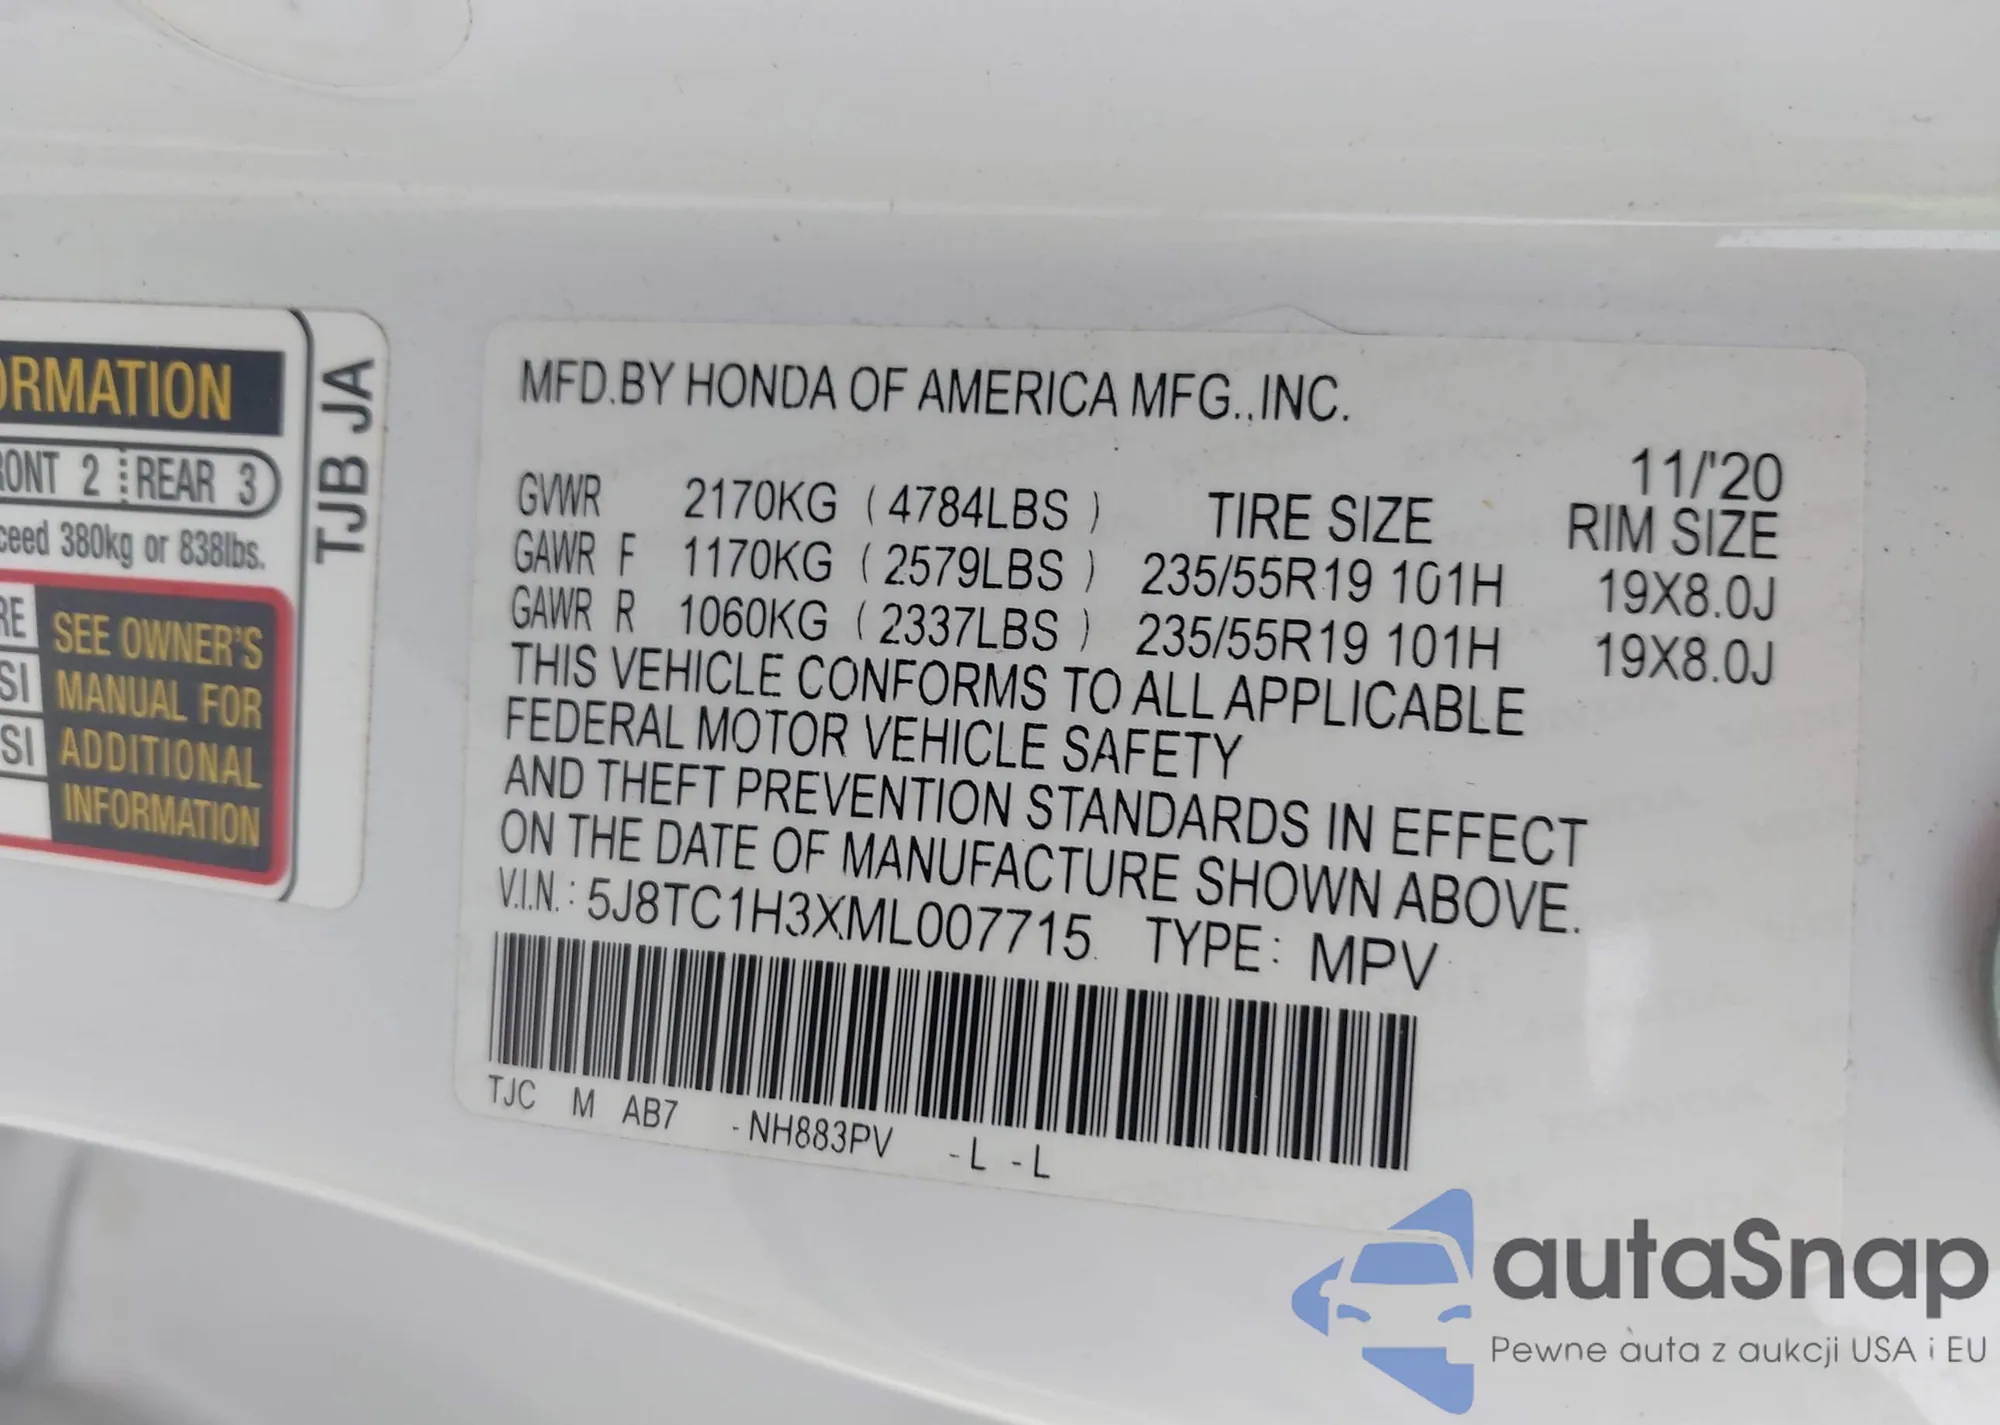 ORMATION
RONT 2 REAR 3
ceed 380kg or 838lbs.
RE
SI
SI
SEE OWNER'S
MANUAL FOR
ADDITIONAL
INFORMATION
TJB JA
MFD.BY HONDA OF AMERICA MFG.,INC.
11/'20
GVWR 2170KG (4784LBS) TIRE SIZE RIM SIZE
GAWR F 1170KG (2579LBS) 235/55R19 101H 19X8.0J
GAWR R 1060KG (2337LBS) 235/55R19 101H 19X8.0J
THIS VEHICLE CONFORMS TO ALL APPLICABLE
FEDERAL MOTOR VEHICLE SAFETY
AND THEFT PREVENTION STANDARDS IN EFFECT
ON THE DATE OF MANUFACTURE SHOWN ABOVE.
V.I.N.: 5J8TC1H3XML007715 TYPE: MPV
TJC M AB7 -NH883PV -L -L
autaSnap
Pewne auta z aukcji USA i EU